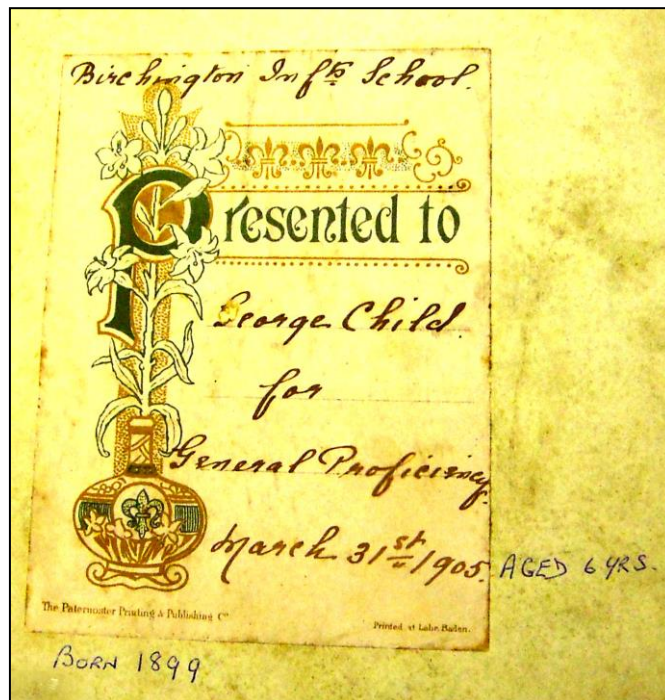 Birchington Infts School.
Presented to
George Child
for
General Proficiency.
March 31st 1905.
AGED 6 YRS.
The Paternoster Printing & Publishing Co
Printed at Lahr, Baden.
BORN 1899